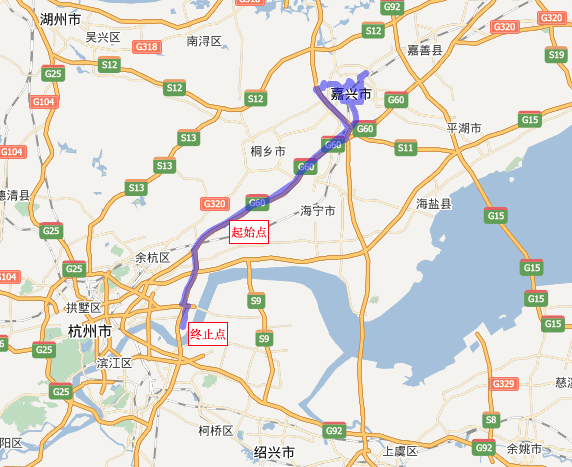 G318
湖州市
吴兴区
南浔区
G318
G92
S12
嘉善县
G320
G320
S19
G25
S12
S12
S12
G104
嘉兴市
G60
G60
平湖市
G15
S11
G104
S13
桐乡市
G60
G60
S13
德清县
S13
G320
G60
海宁市
海盐县
G15
G25
起始点
余杭区
G25
G104
G15
G15
拱墅区
S9
杭州市
终止点
G15
S9
G25
滨江区
G25
G329
慈
柯桥区
G92
S8
绍兴市
上虞区
G92
余姚市